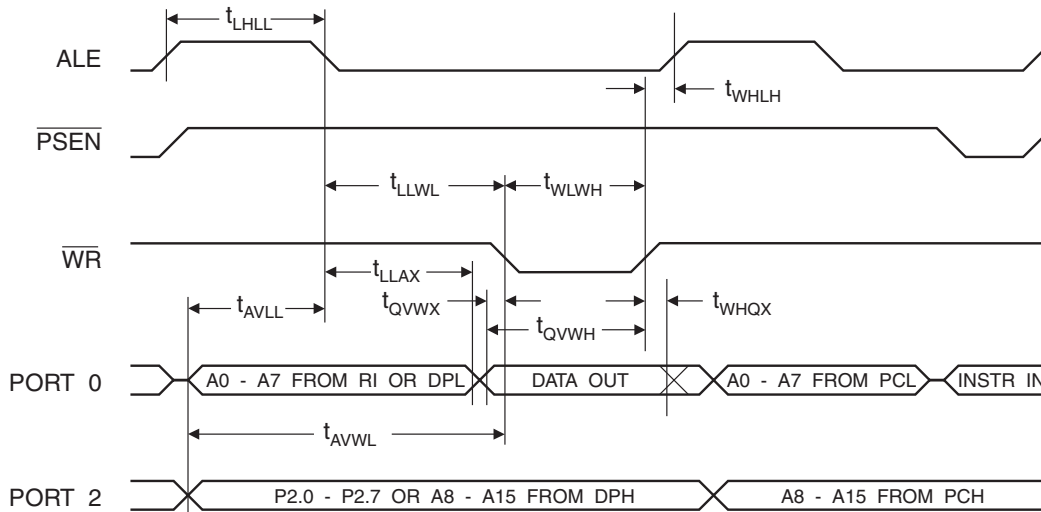 tLHLL
ALE
tWHLH
PSEN
tLLWL
tWLWH
WR
tLLAX
tAVLL
tQVWX
tWHQX
tQVWH
PORT 0
A0 - A7 FROM RI OR DPL
DATA OUT
A0 - A7 FROM PCL
INSTR IN
tAVWL
PORT 2
P2.0 - P2.7 OR A8 - A15 FROM DPH
A8 - A15 FROM PCH